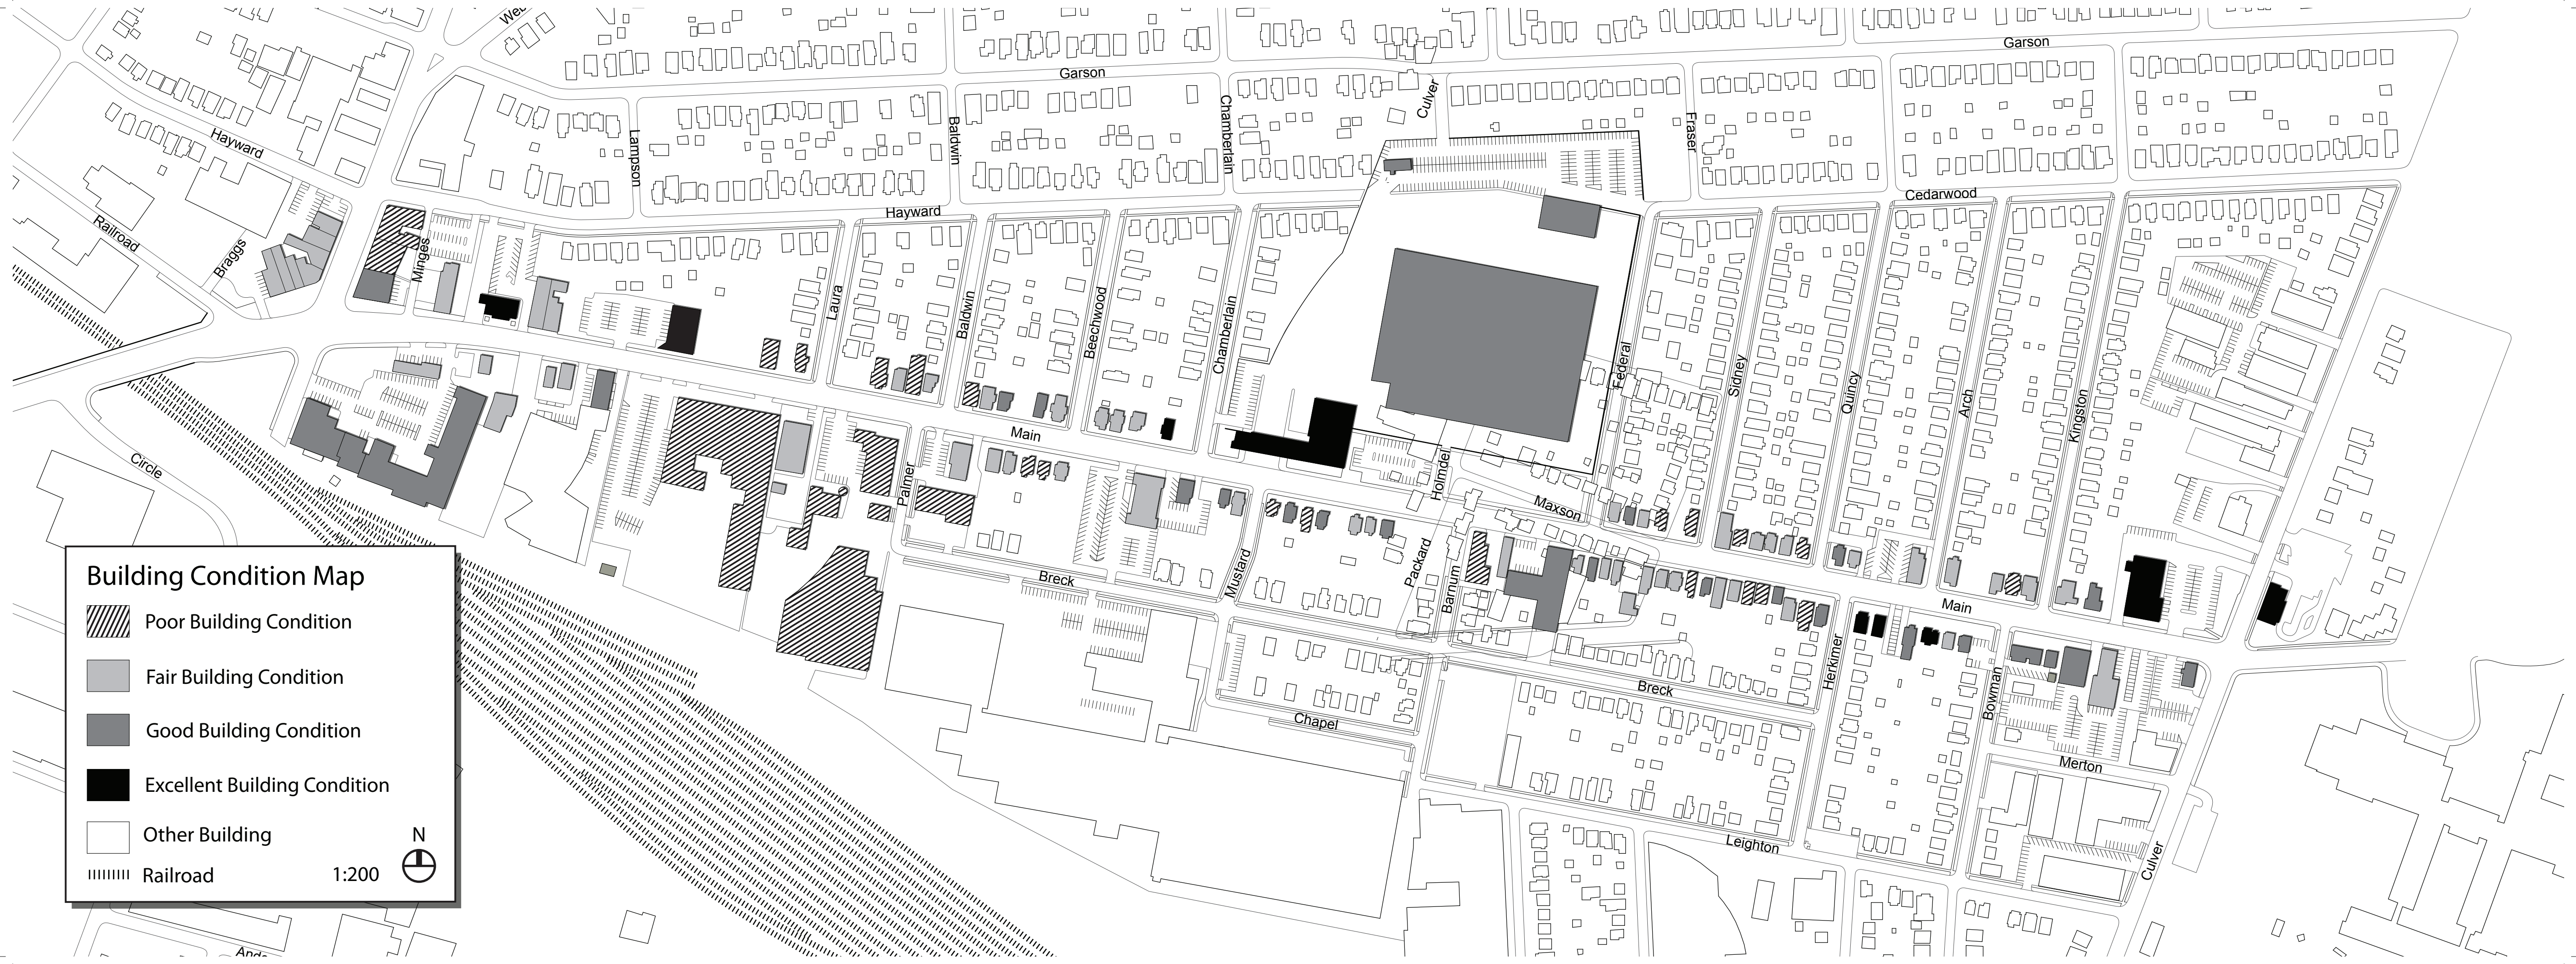 Garson
Garson
Culver
Hayward
Lampson
Baldwin
Chamberlain
Fraser
Cedarwood
Railroad
Braggs
Minges
Hayward
Laura
Baldwin
Beechwood
Chamberlain
Federal
Sidney
Quincy
Arch
Kingston
Circle
Main
Palmer
Holmdel
Maxson
Mustard
Packard
Barnum
Breck
Main
Herkimer
Breck
Bowman
Chapel
Merton
Leighton
Culver
Building Condition Map
Poor Building Condition
Fair Building Condition
Good Building Condition
Excellent Building Condition
Other Building
N
Railroad 1:200